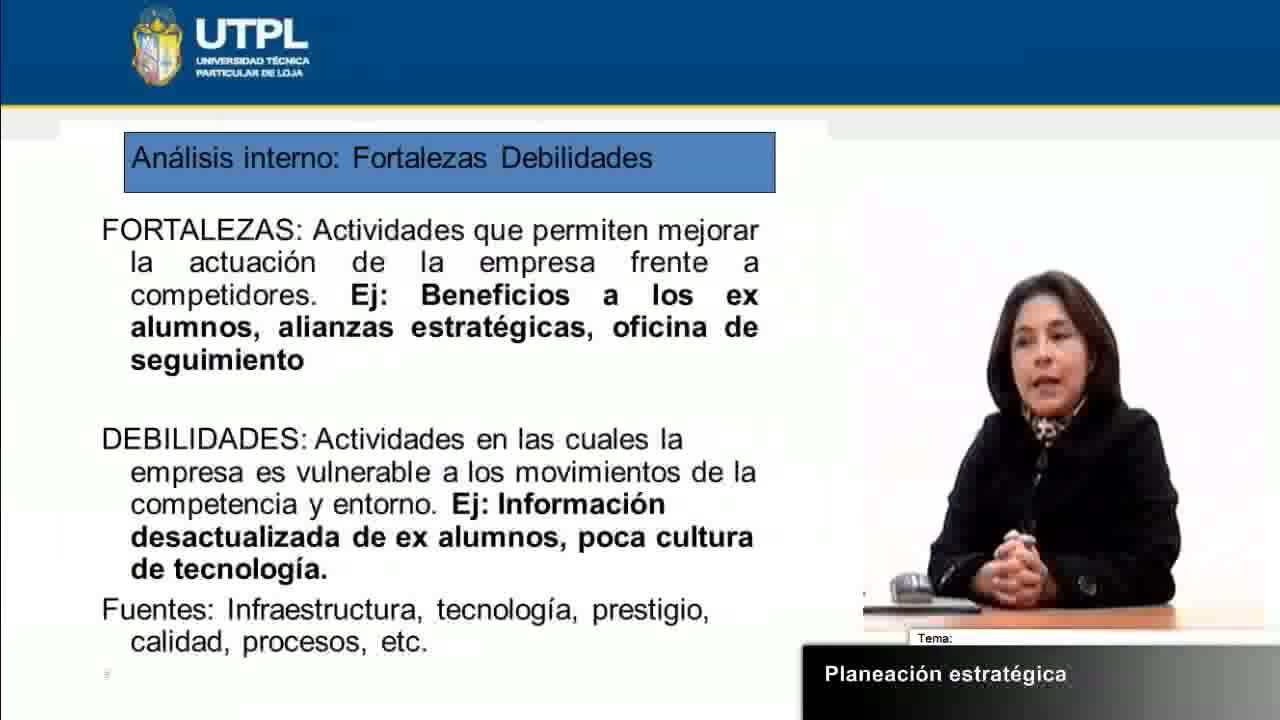 UTPL
UNIVERSIDAD TÉCNICA
PARTICULAR DE LOJA
Análisis interno: Fortalezas Debilidades
FORTALEZAS: Actividades que permiten mejorar
la actuación de la empresa frente a
competidores. Ej: Beneficios a los ex
alumnos, alianzas estratégicas, oficina de
seguimiento
DEBILIDADES: Actividades en las cuales la
empresa es vulnerable a los movimientos de la
competencia y entorno. Ej: Información
desactualizada de ex alumnos, poca cultura
de tecnología.
Fuentes: Infraestructura, tecnología, prestigio,
calidad, procesos, etc.
Tema:
Planeación estratégica